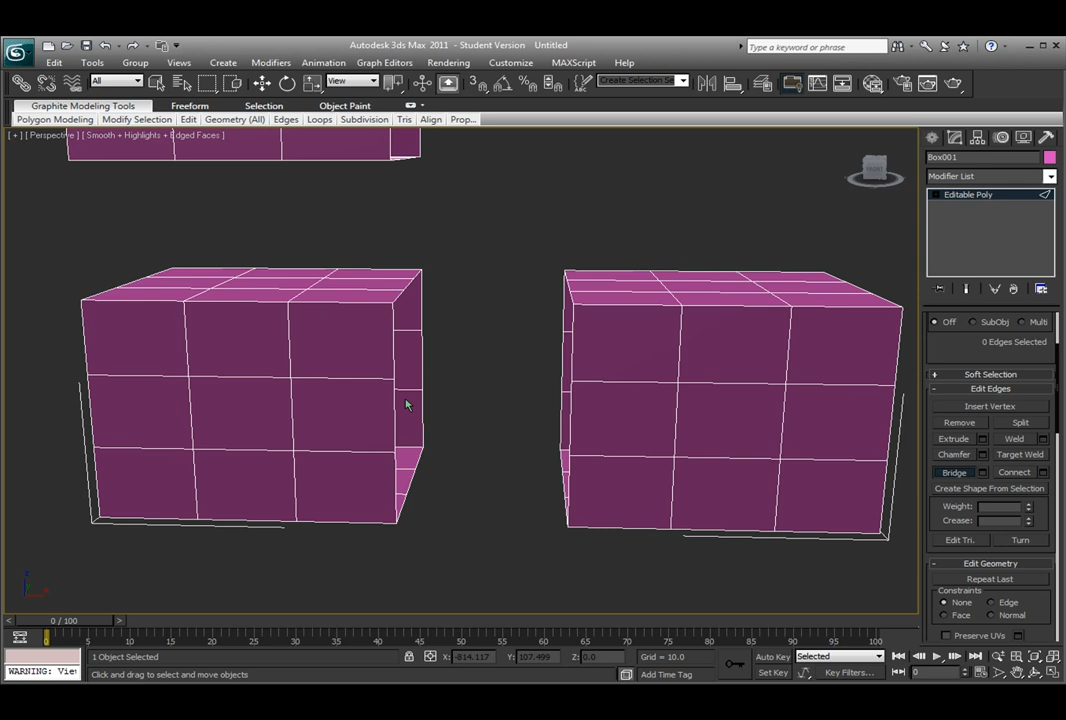 Autodesk 3ds Max 2011 - Student Version Untitled
Type a keyword or phrase
Edit Tools Group Views Create Modifiers Animation Graph Editors Rendering Customize MAXScript Help
All View Create Selection Se
Graphite Modeling Tools Freeform Selection Object Paint
Polygon Modeling Modify Selection Edit Geometry (All) Edges Loops Subdivision Tris Align Prop...
[ + ] [ Perspective ] [ Smooth + Highlights + Edged Faces ]
FRONT
Box001
Modifier List
Editable Poly
Off SubObj Multi
0 Edges Selected
+ Soft Selection
- Edit Edges
Insert Vertex
Remove Split
Extrude Weld
Chamfer Target Weld
Bridge Connect
Create Shape From Selection
Weight:
Crease:
Edit Tri. Turn
- Edit Geometry
Repeat Last
Constraints
None Edge
Face Normal
Preserve UVs
< 0 / 100 >
0 5 10 15 20 25 30 35 40 45 50 55 60 65 70 75 80 85 90 95 100
1 Object Selected X: -814.117 Y: 107.499 Z: 0.0 Grid = 10.0 Auto Key Selected
WARNING: Vie Click and drag to select and move objects Add Time Tag Set Key Key Filters... 0